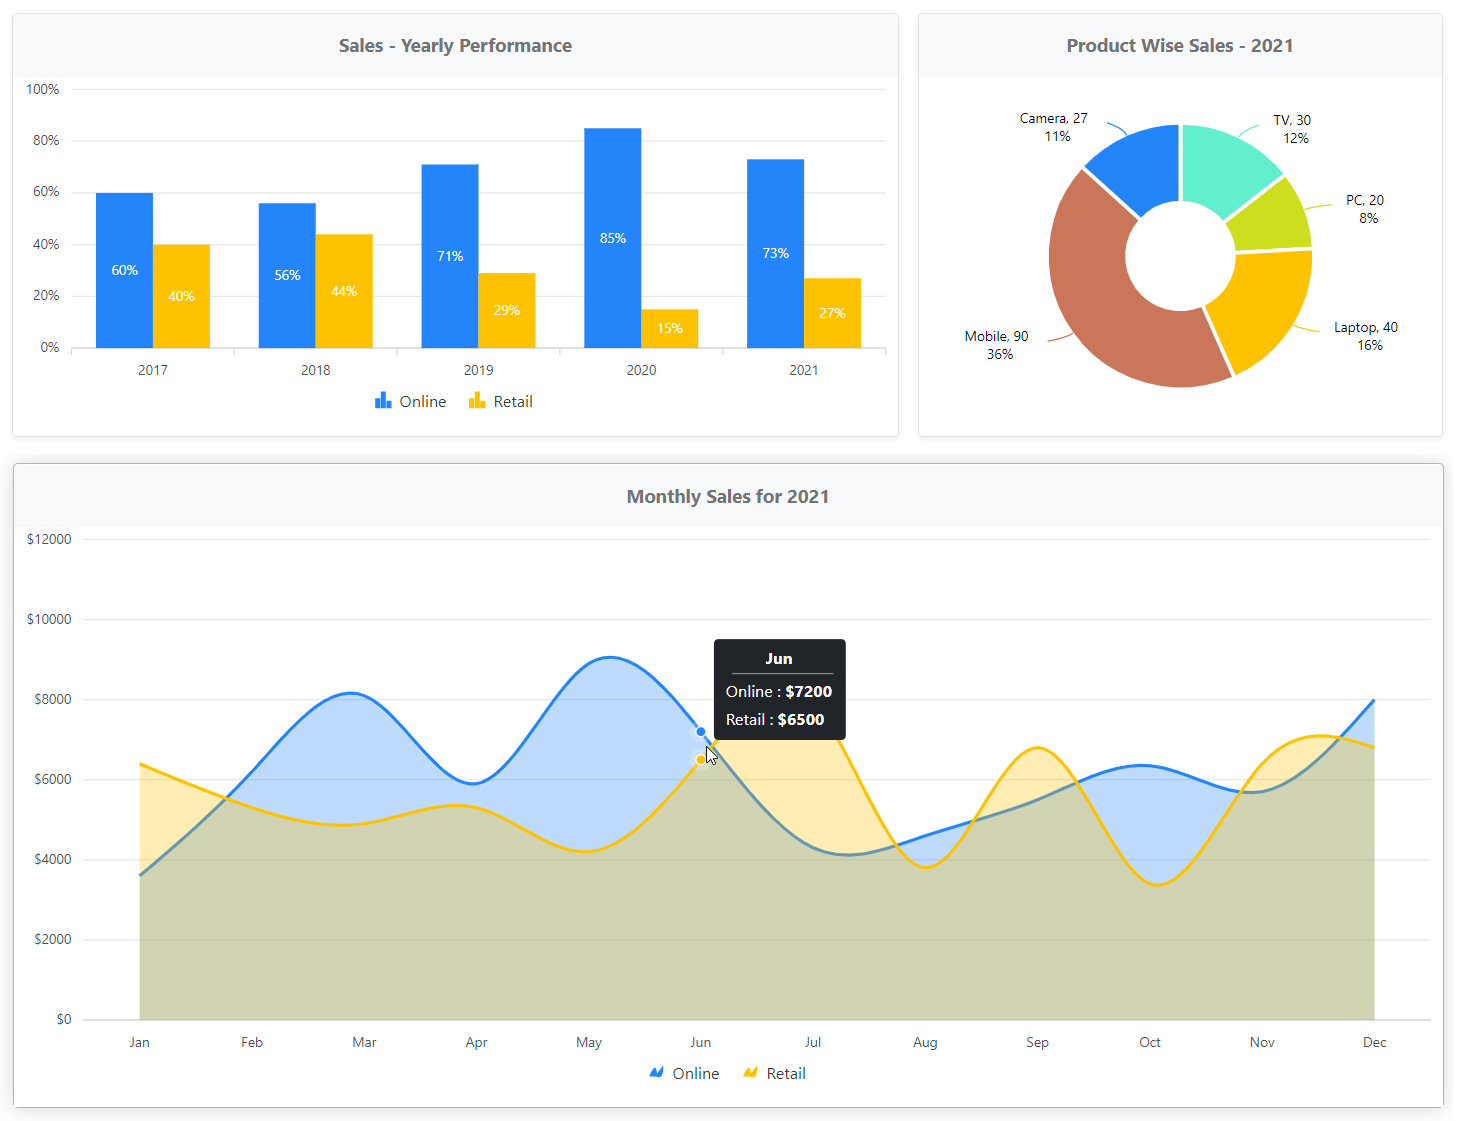 Sales - Yearly Performance
100%
80%
60%
40%
20%
0%
60%
40%
56%
44%
71%
29%
85%
15%
73%
27%
2017 2018 2019 2020 2021
Online Retail
Product Wise Sales - 2021
Camera, 27
11%
TV, 30
12%
PC, 20
8%
Laptop, 40
16%
Mobile, 90
36%
Monthly Sales for 2021
$12000
$10000
$8000
$6000
$4000
$2000
$0
Jun
Online : $7200
Retail : $6500
Jan Feb Mar Apr May Jun Jul Aug Sep Oct Nov Dec
Online Retail